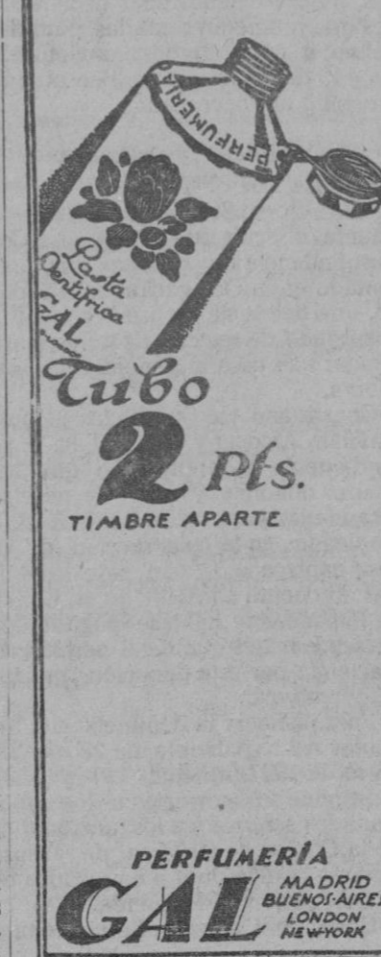 PERFUMERIA
Pasta
Dentífrica
GAL
Tubo
2 Pts.
TIMBRE APARTE
PERFUMERÍA
GAL
MADRID
BUENOS-AIRES
LONDON
NEW-YORK